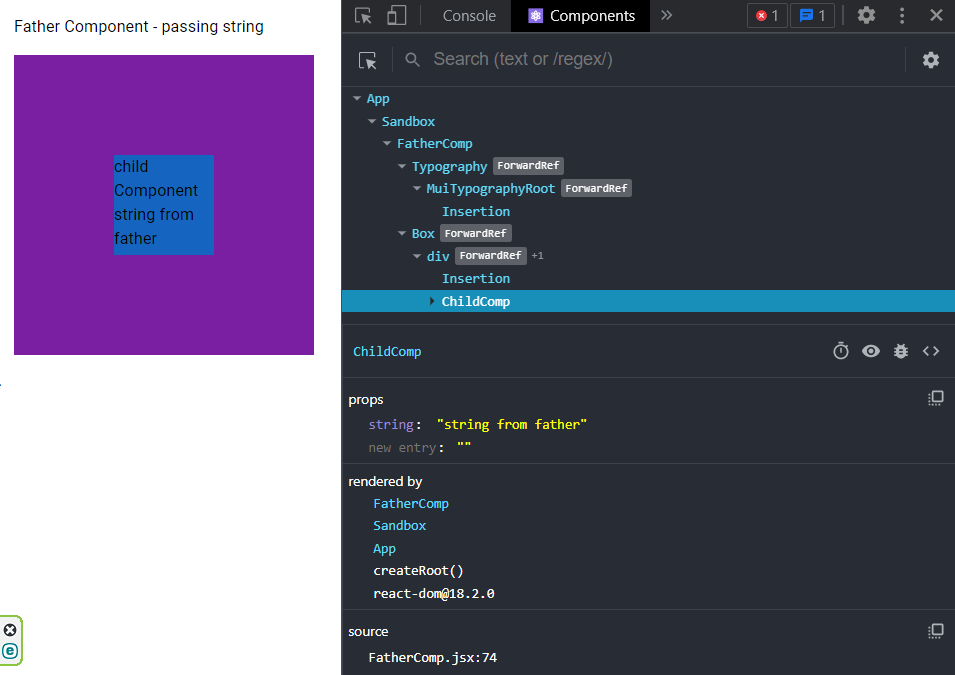 Father Component - passing string
child
Component
string from
father
Console Components 1 1
Search (text or /regex/)
App
Sandbox
FatherComp
Typography ForwardRef
MuiTypographyRoot ForwardRef
Insertion
Box ForwardRef
div ForwardRef +1
Insertion
ChildComp
ChildComp
props
string: "string from father"
new entry: ""
rendered by
FatherComp
Sandbox
App
createRoot()
react-dom@18.2.0
source
FatherComp.jsx:74
e